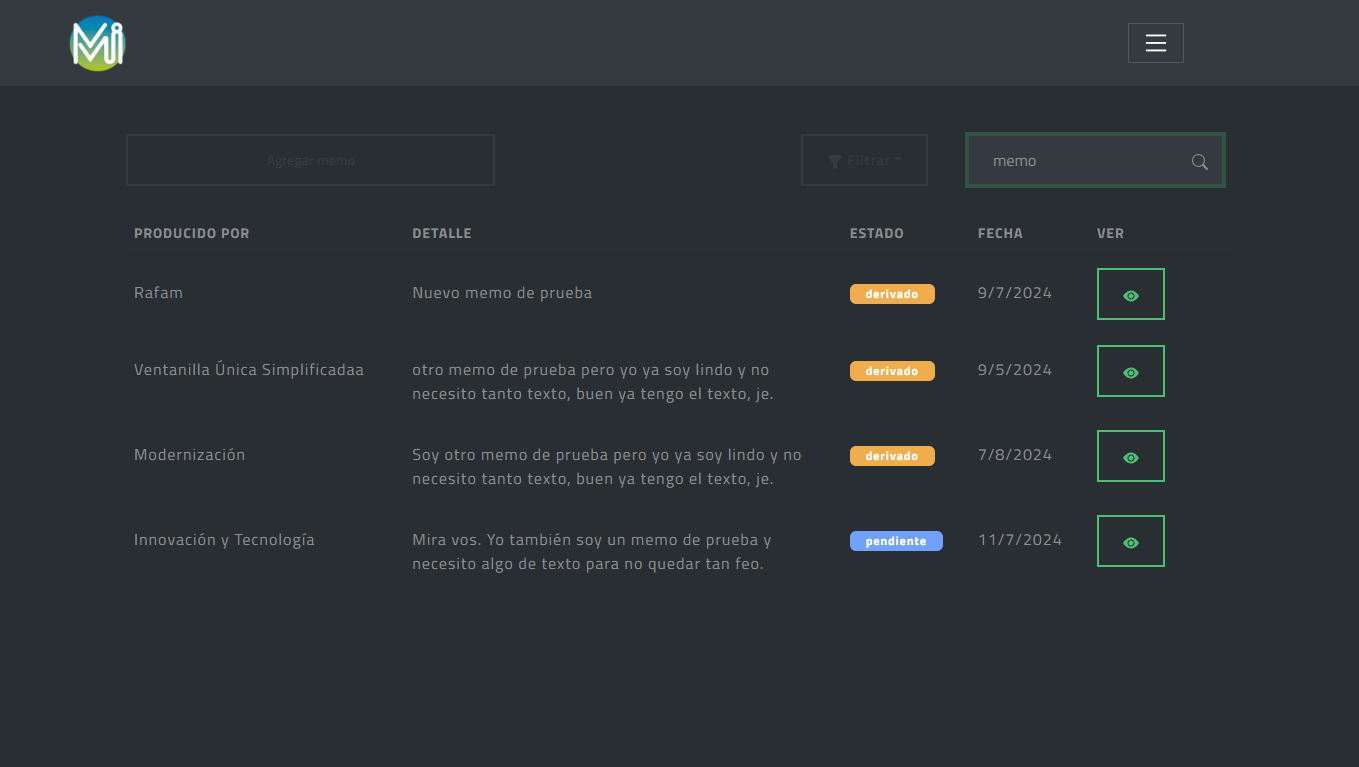 Mi
Agregar memo
Filtrar
memo
PRODUCIDO POR DETALLE ESTADO FECHA VER
Rafam Nuevo memo de prueba derivado 9/7/2024
Ventanilla Única Simplificadaa otro memo de prueba pero yo ya soy lindo y no derivado 9/5/2024
necesito tanto texto, buen ya tengo el texto, je.
Modernización Soy otro memo de prueba pero yo ya soy lindo y no derivado 7/8/2024
necesito tanto texto, buen ya tengo el texto, je.
Innovación y Tecnología Mira vos. Yo también soy un memo de prueba y pendiente 11/7/2024
necesito algo de texto para no quedar tan feo.